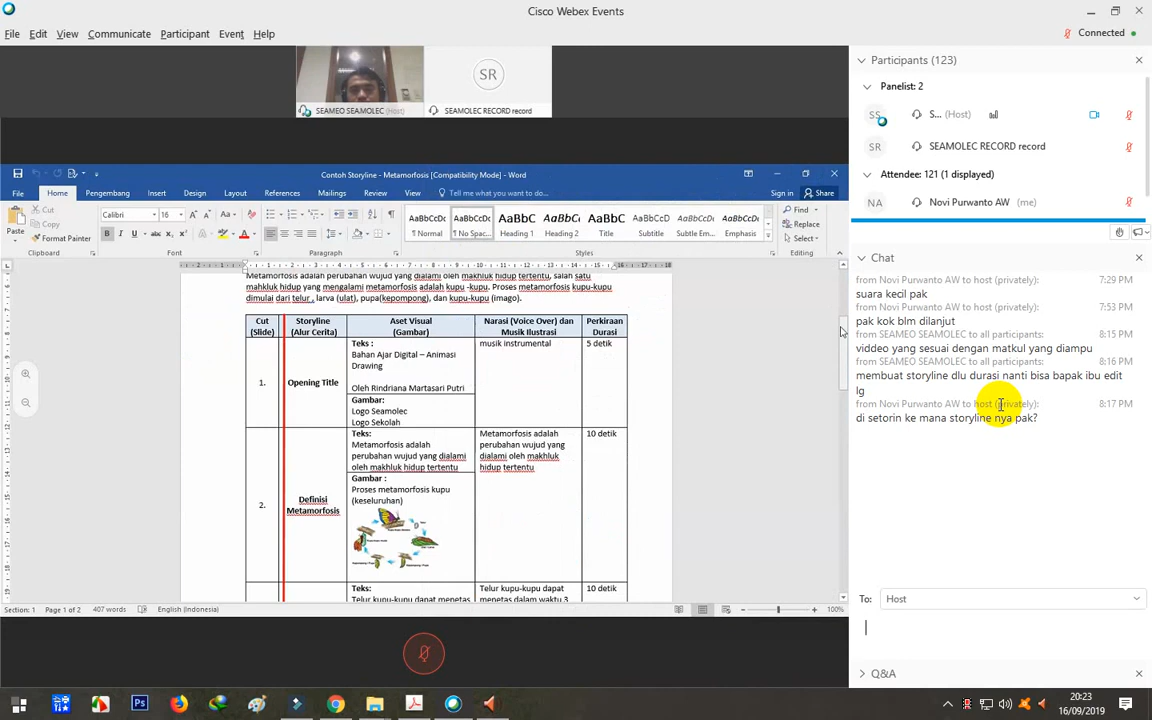 Cisco Webex Events
File Edit View Communicate Participant Event Help
Connected
SR
SEAMEO SEAMOLEC (Host)
SEAMOLEC RECORD record
Participants (123)
Panelist: 2
SS S... (Host)
SR SEAMOLEC RECORD record
Attendee: 121 (1 displayed)
NA Novi Purwanto AW (me)
Contoh Storyline - Metamorfosis [Compatibility Mode] - Word
File Home Pengembang Insert Design Layout References Mailings Review View Tell me what you want to do... Sign in Share
Paste
Cut
Copy
Format Painter
Clipboard
Calibri 16
Font
Paragraph
AaBbCcDc AaBbCcDc AaBbC AaBbCc AaB AaBbCcD AaBbCcDc AaBbCcDc
¶ Normal ¶ No Spac... Heading 1 Heading 2 Title Subtitle Subtle Em... Emphasis
Styles
Find
Replace
Select
Editing
Metamorfosis adalah perubahan wujud yang dialami oleh makhluk hidup tertentu, salah satu
makhluk hidup yang mengalami metamorfosis adalah kupu -kupu. Proses metamorfosis kupu-kupu
dimulai dari telur , larva (ulat), pupa(kepompong), dan kupu-kupu (imago).
Cut (Slide)
Storyline (Alur Cerita)
Aset Visual (Gambar)
Narasi (Voice Over) dan Musik Ilustrasi
Perkiraan Durasi
1.
Opening Title
Teks :
Bahan Ajar Digital – Animasi
Drawing
Oleh Rindriana Martasari Putri
Gambar:
Logo Seamolec
Logo Sekolah
musik instrumental
5 detik
2.
Definisi
Metamorfosis
Teks:
Metamorfosis adalah
perubahan wujud yang dialami
oleh makhluk hidup tertentu
Gambar :
Proses metamorfosis kupu
(keseluruhan)
Metamorfosis adalah
perubahan wujud yang
dialami oleh makhluk
hidup tertentu
10 detik
Teks:
Telur kupu-kupu dapat menetas
Telur kupu-kupu dapat
menetas dalam waktu 3
10 detik
Section: 1 Page 1 of 2 407 words English (Indonesia) 100%
Chat
from Novi Purwanto AW to host (privately): 7:29 PM
suara kecil pak
from Novi Purwanto AW to host (privately): 7:53 PM
pak kok blm dilanjut
from SEAMEO SEAMOLEC to all participants: 8:15 PM
viddeo yang sesuai dengan matkul yang diampu
from SEAMEO SEAMOLEC to all participants: 8:16 PM
membuat storyline dlu durasi nanti bisa bapak ibu edit
lg
from Novi Purwanto AW to host (privately): 8:17 PM
di setorin ke mana storyline nya pak?
To: Host
Q&A
Ps
20:23
16/09/2019